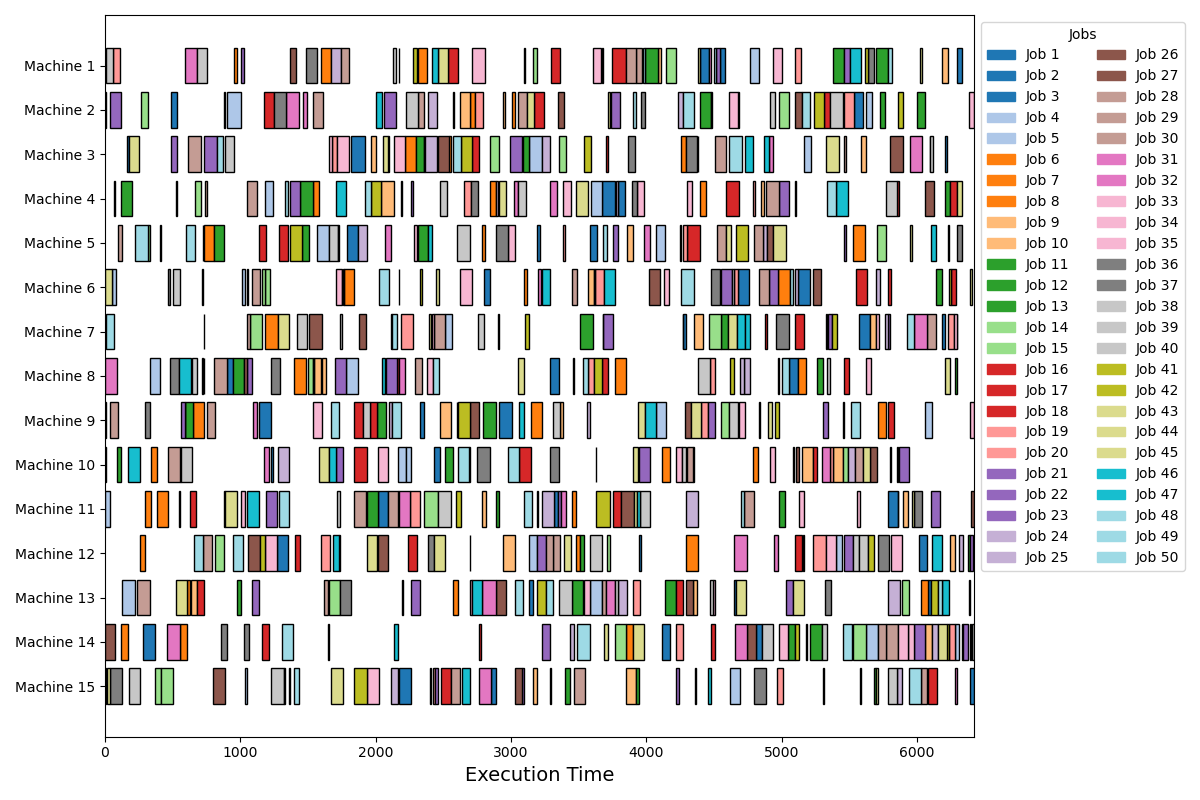 Machine 1
Machine 2
Machine 3
Machine 4
Machine 5
Machine 6
Machine 7
Machine 8
Machine 9
Machine 10
Machine 11
Machine 12
Machine 13
Machine 14
Machine 15
0 1000 2000 3000 4000 5000 6000
Execution Time
Jobs
Job 1 Job 26
Job 2 Job 27
Job 3 Job 28
Job 4 Job 29
Job 5 Job 30
Job 6 Job 31
Job 7 Job 32
Job 8 Job 33
Job 9 Job 34
Job 10 Job 35
Job 11 Job 36
Job 12 Job 37
Job 13 Job 38
Job 14 Job 39
Job 15 Job 40
Job 16 Job 41
Job 17 Job 42
Job 18 Job 43
Job 19 Job 44
Job 20 Job 45
Job 21 Job 46
Job 22 Job 47
Job 23 Job 48
Job 24 Job 49
Job 25 Job 50